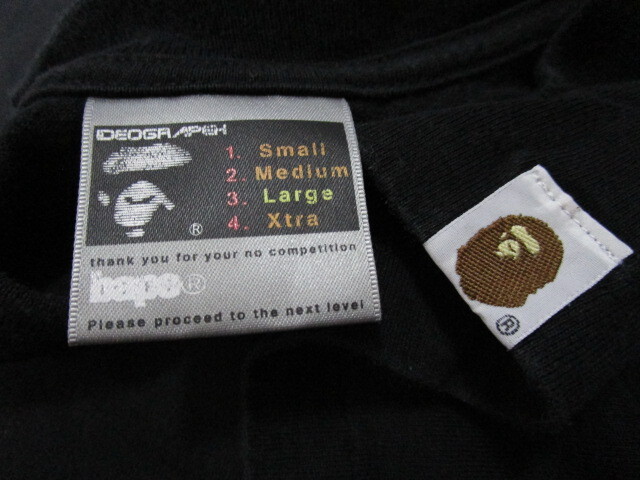 IDEOGRAPEH
1. Small
2. Medium
3. Large
4. Xtra
®
thank you for your no competition
bape®
Please proceed to the next level
®